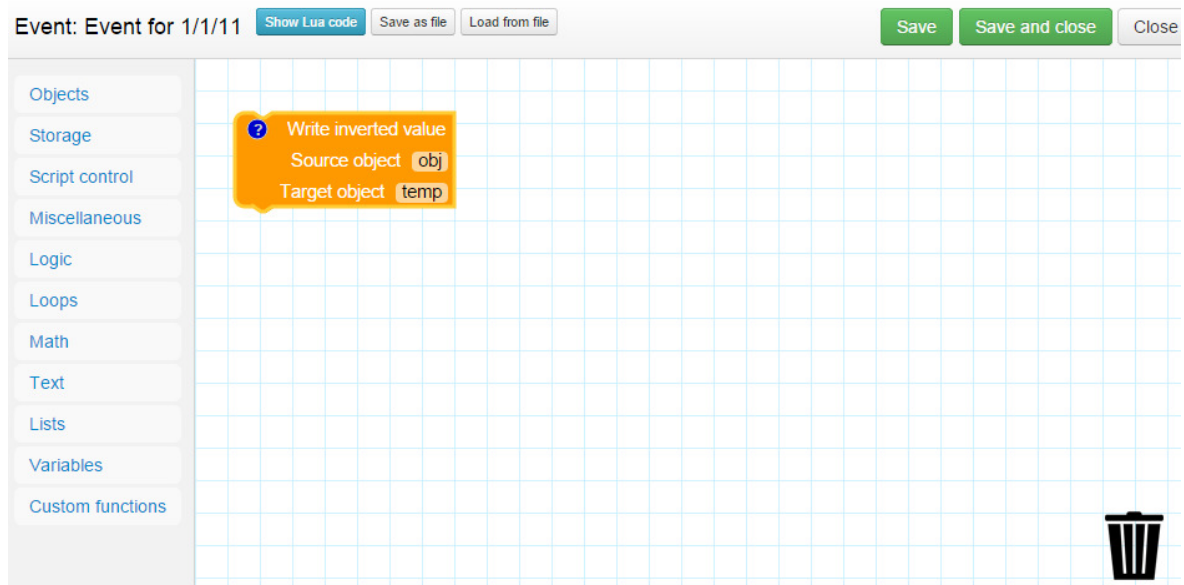 Event: Event for 1/1/11 Show Lua code Save as file Load from file Save Save and close Close
Objects
Storage
Script control
Miscellaneous
Logic
Loops
Math
Text
Lists
Variables
Custom functions
? Write inverted value
Source object obj
Target object temp